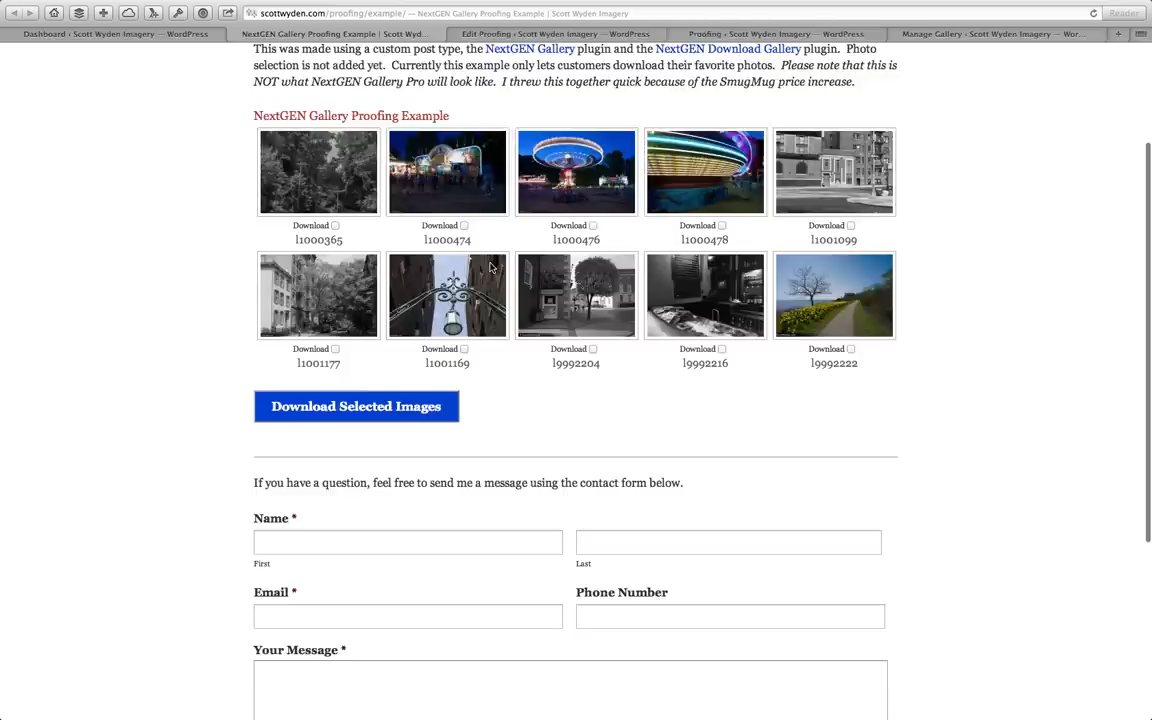 scottwyden.com/proofing/example/ — NextGEN Gallery Proofing Example | Scott Wyden Imagery
Reader
Dashboard ‹ Scott Wyden Imagery — WordPress
NextGEN Gallery Proofing Example | Scott Wyd...
Edit Proofing ‹ Scott Wyden Imagery — WordPress
Proofing ‹ Scott Wyden Imagery — WordPress
Manage Gallery ‹ Scott Wyden Imagery — Wor...
This was made using a custom post type, the NextGEN Gallery plugin and the NextGEN Download Gallery plugin. Photo
selection is not added yet. Currently this example only lets customers download their favorite photos. Please note that this is
NOT what NextGEN Gallery Pro will look like. I threw this together quick because of the SmugMug price increase.
NextGEN Gallery Proofing Example
Download Download Download Download Download
l1000365 l1000474 l1000476 l1000478 l1001099
Download Download Download Download Download
l1001177 l1001169 l9992204 l9992216 l9992222
Download Selected Images
If you have a question, feel free to send me a message using the contact form below.
Name *
First Last
Email * Phone Number
Your Message *